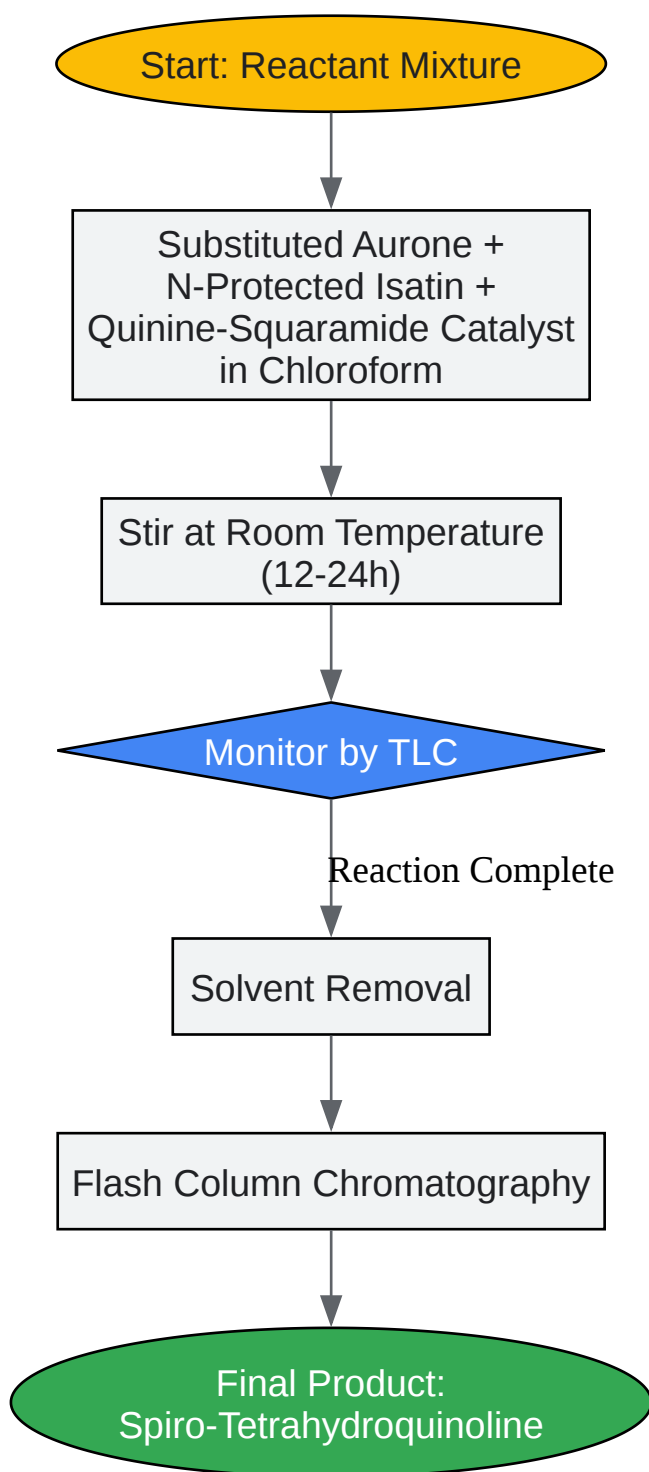 Start: Reactant Mixture
Substituted Aurone +
N-Protected Isatin +
Quinine-Squaramide Catalyst
in Chloroform
Stir at Room Temperature
(12-24h)
Monitor by TLC
Reaction Complete
Solvent Removal
Flash Column Chromatography
Final Product:
Spiro-Tetrahydroquinoline